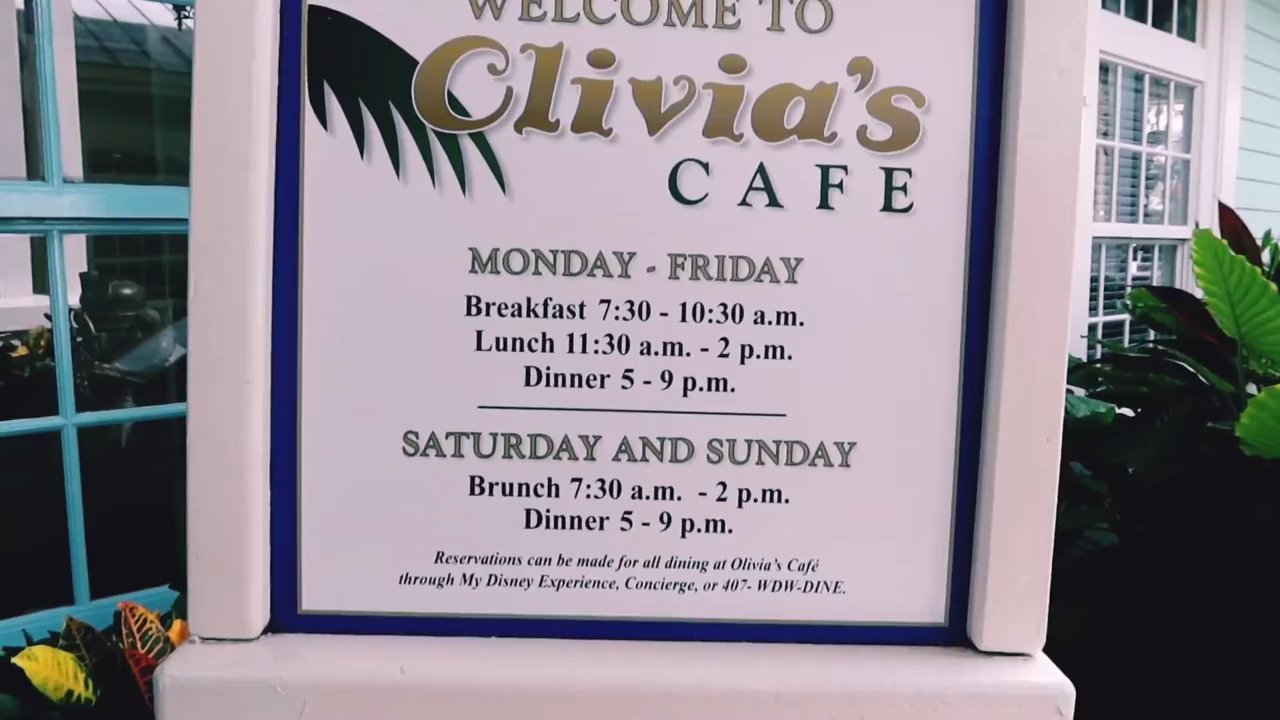 WELCOME TO
Olivia's
CAFE
MONDAY - FRIDAY
Breakfast 7:30 - 10:30 a.m.
Lunch 11:30 a.m. - 2 p.m.
Dinner 5 - 9 p.m.
SATURDAY AND SUNDAY
Brunch 7:30 a.m. - 2 p.m.
Dinner 5 - 9 p.m.
Reservations can be made for all dining at Olivia's Café
through My Disney Experience, Concierge, or 407- WDW-DINE.